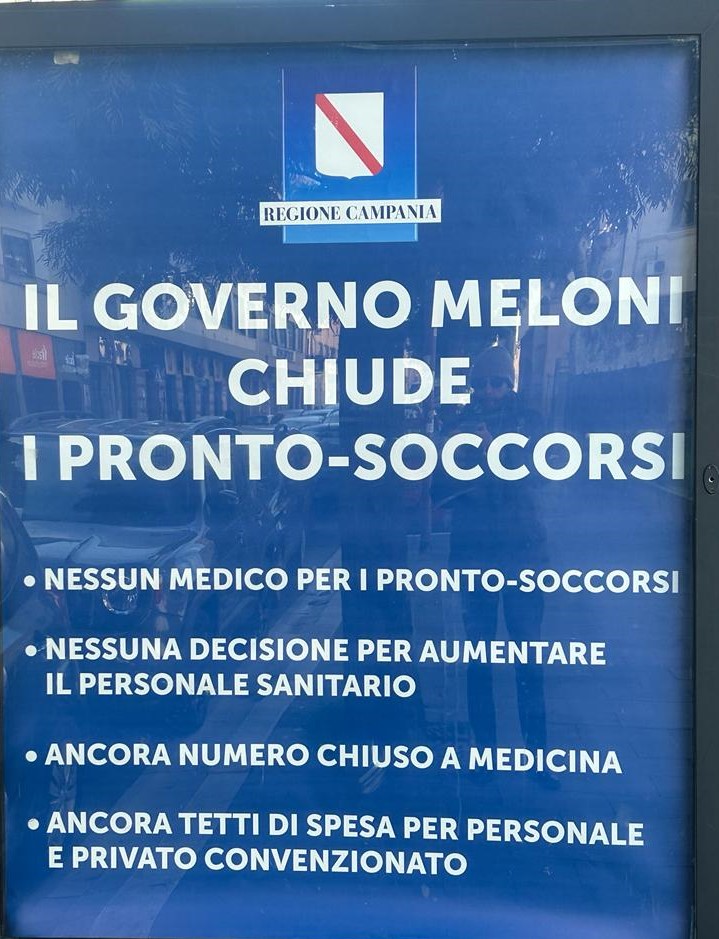 REGIONE CAMPANIA
IL GOVERNO MELONI
CHIUDE
I PRONTO-SOCCORSI
• NESSUN MEDICO PER I PRONTO-SOCCORSI
• NESSUNA DECISIONE PER AUMENTARE
IL PERSONALE SANITARIO
• ANCORA NUMERO CHIUSO A MEDICINA
• ANCORA TETTI DI SPESA PER PERSONALE
E PRIVATO CONVENZIONATO